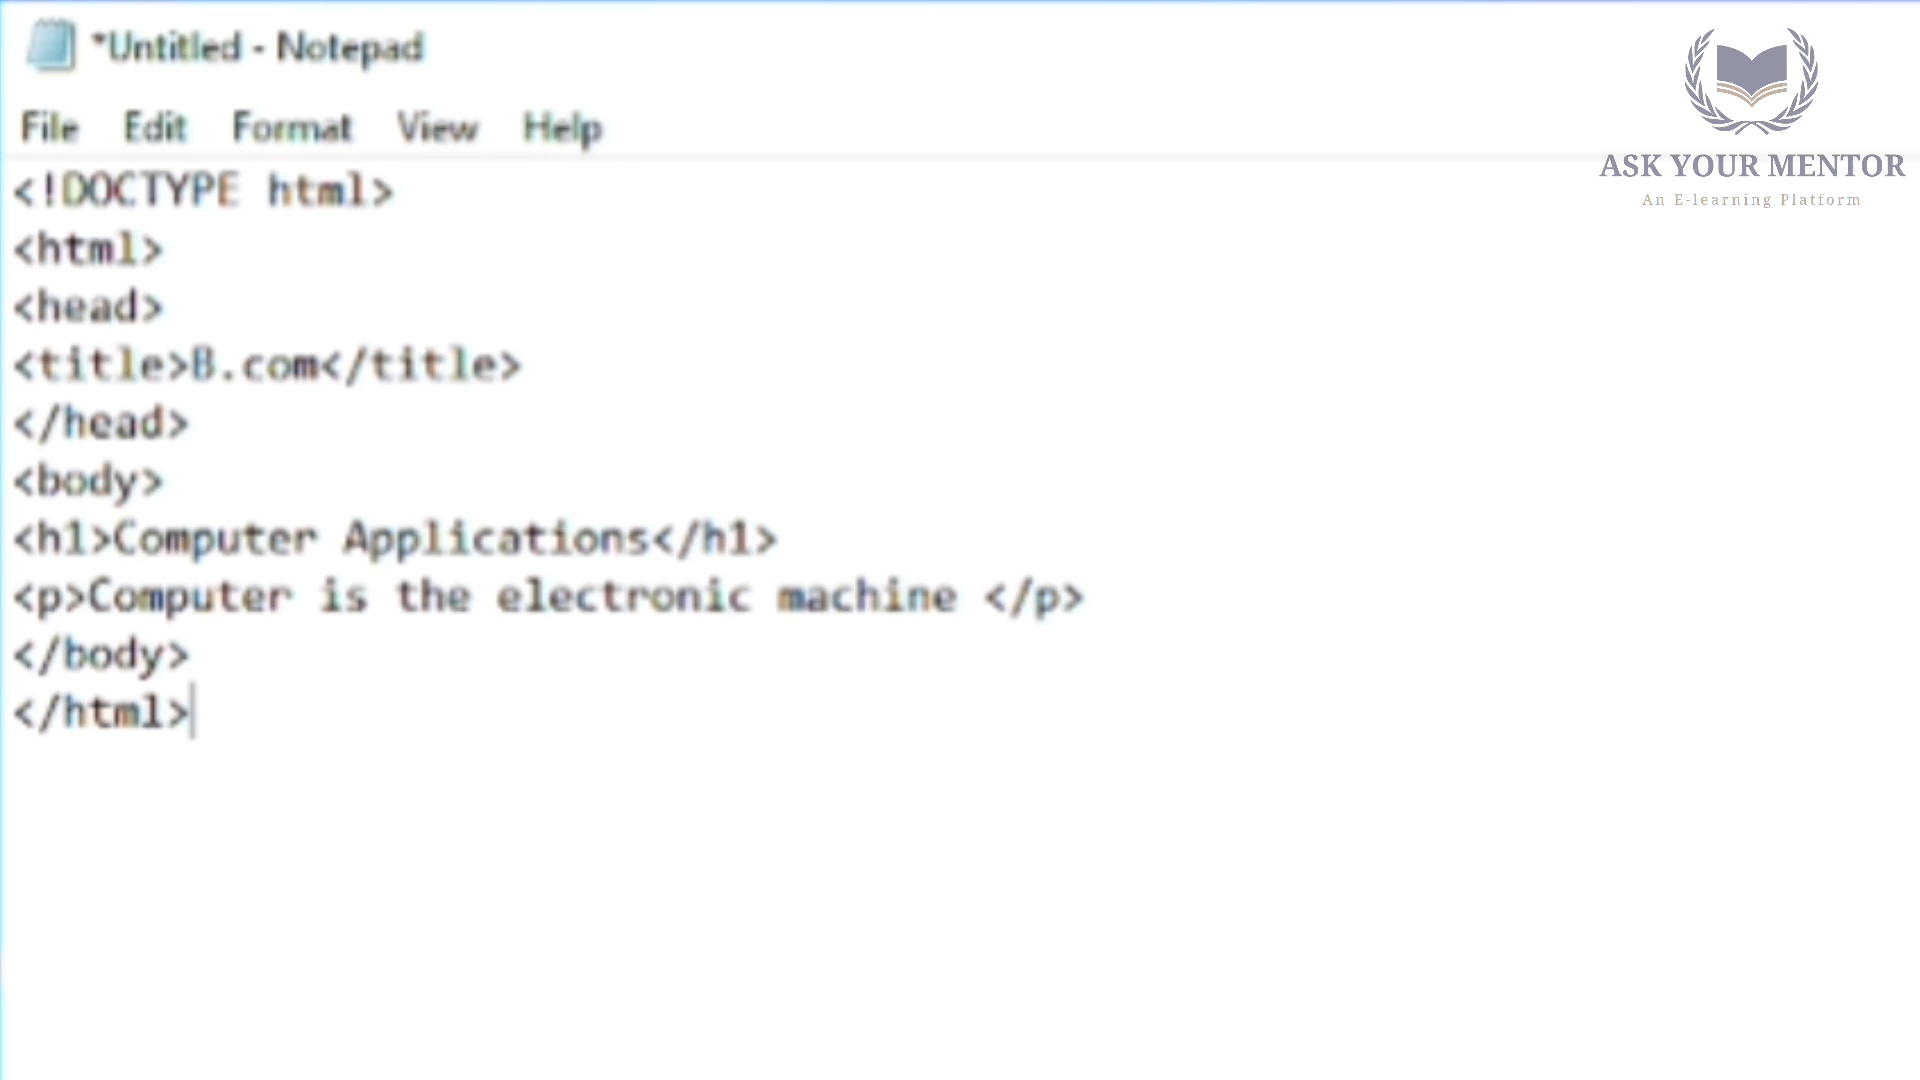 *Untitled - Notepad
File Edit Format View Help
<!DOCTYPE html>
<html>
<head>
<title>B.com</title>
</head>
<body>
<h1>Computer Applications</h1>
<p>Computer is the electronic machine </p>
</body>
</html>
ASK YOUR MENTOR
An E-learning Platform